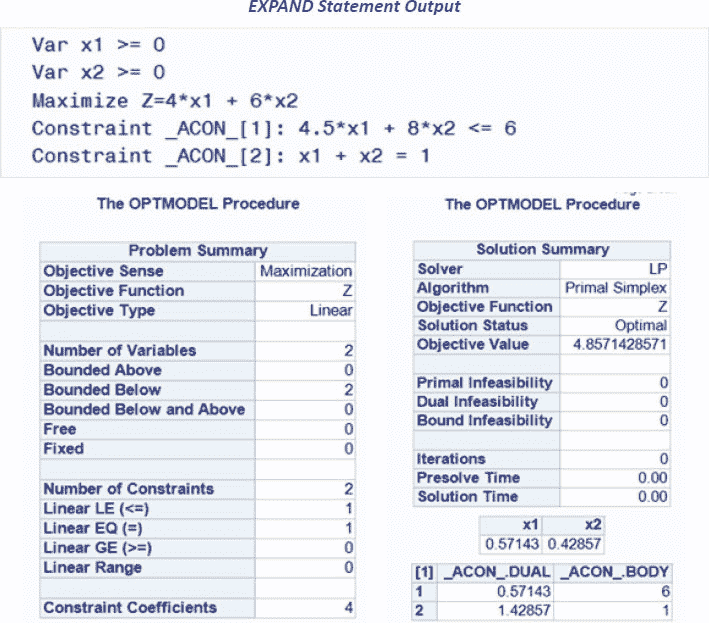 EXPAND Statement Output
Var x1 >= 0
Var x2 >= 0
Maximize Z=4*x1 + 6*x2
Constraint _ACON_[1]: 4.5*x1 + 8*x2 <= 6
Constraint _ACON_[2]: x1 + x2 = 1
The OPTMODEL Procedure
Problem Summary
Objective Sense Maximization
Objective Function Z
Objective Type Linear
Number of Variables 2
Bounded Above 0
Bounded Below 2
Bounded Below and Above 0
Free 0
Fixed 0
Number of Constraints 2
Linear LE (<=) 1
Linear EQ (=) 1
Linear GE (>=) 0
Linear Range 0
Constraint Coefficients 4
The OPTMODEL Procedure
Solution Summary
Solver LP
Algorithm Primal Simplex
Objective Function Z
Solution Status Optimal
Objective Value 4.8571428571
Primal Infeasibility 0
Dual Infeasibility 0
Bound Infeasibility 0
Iterations 0
Presolve Time 0.00
Solution Time 0.00
x1 x2
0.57143 0.42857
[1] _ACON_.DUAL _ACON_.BODY
1 0.57143 6
2 1.42857 1